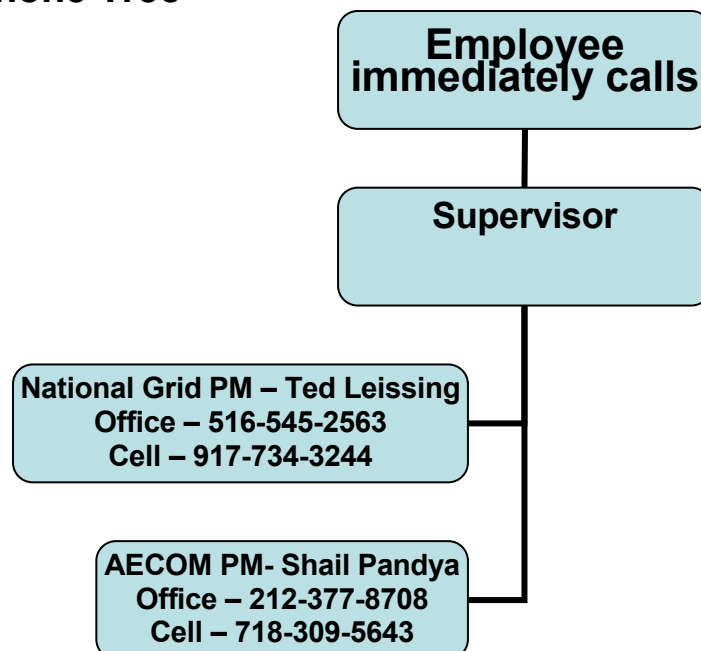 Tree
Employee
immediately calls
Supervisor
National Grid PM – Ted Leissing
Office – 516-545-2563
Cell – 917-734-3244
AECOM PM- Shail Pandya
Office – 212-377-8708
Cell – 718-309-5643